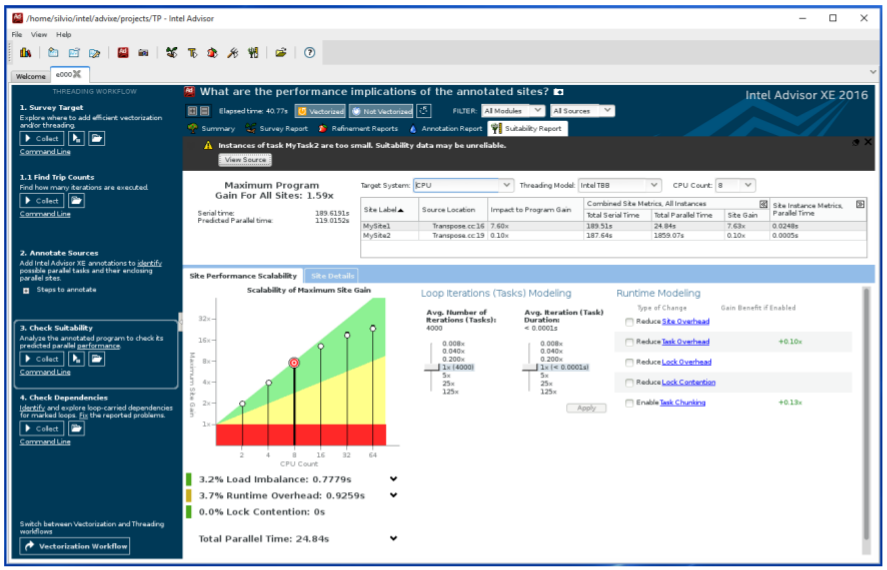 /home/silvio/intel/advixe/projects/TP - Intel Advisor
File View Help
Welcome e000
THREADING WORKFLOW
1. Survey Target
Explore where to add efficient vectorization
and/or threading.
Collect
Command Line
1.1 Find Trip Counts
Find how many iterations are executed.
Collect
Command Line
2. Annotate Sources
Add Intel Advisor XE annotations to identify
possible parallel tasks and their enclosing
parallel sites.
Steps to annotate
3. Check Suitability
Analyze the annotated program to check its
predicted parallel performance.
Collect
Command Line
4. Check Dependencies
Identify and explore loop-carried dependencies
for marked loops. Fix the reported problems.
Collect
Command Line
Switch between Vectorization and Threading
workflows
Vectorization Workflow
What are the performance implications of the annotated sites?
Intel Advisor XE 2016
Elapsed time: 40.77s Vectorized Not Vectorized FILTER: All Modules All Sources
Summary Survey Report Refinement Reports Annotation Report Suitability Report
Instances of task MyTask2 are too small. Suitability data may be unreliable.
View Source
Maximum Program
Gain For All Sites: 1.59x
Serial time: 189.6191s
Predicted Parallel time: 119.0152s
Target System: CPU Threading Model: Intel TBB CPU Count: 8
Site Label Source Location Impact to Program Gain Combined Site Metrics, All Instances Site Instance Metrics,
Total Serial Time Total Parallel Time Site Gain Parallel Time
MySite1 Transpose.cc:16 7.60x 189.51s 24.84s 7.63x 0.0248s
MySite2 Transpose.cc:19 0.10x 187.64s 1859.07s 0.10x 0.0005s
Site Performance Scalability Site Details
Scalability of Maximum Site Gain
Maximum Site Gain
32x
16x
8x
4x
2x
1x
2 4 8 16 32 64
CPU Count
Loop Iterations (Tasks) Modeling
Avg. Number of
Iterations (Tasks):
4000
0.008x
0.040x
0.200x
1x (4000)
5x
25x
125x
Avg. Iteration (Task)
Duration:
< 0.0001s
0.008x
0.040x
0.200x
1x (< 0.0001s)
5x
25x
125x
Apply
Runtime Modeling
Type of Change Gain Benefit if Enabled
Reduce Site Overhead
Reduce Task Overhead +0.10x
Reduce Lock Overhead
Reduce Lock Contention
Enable Task Chunking +0.13x
3.2% Load Imbalance: 0.7779s
3.7% Runtime Overhead: 0.9259s
0.0% Lock Contention: 0s
Total Parallel Time: 24.84s